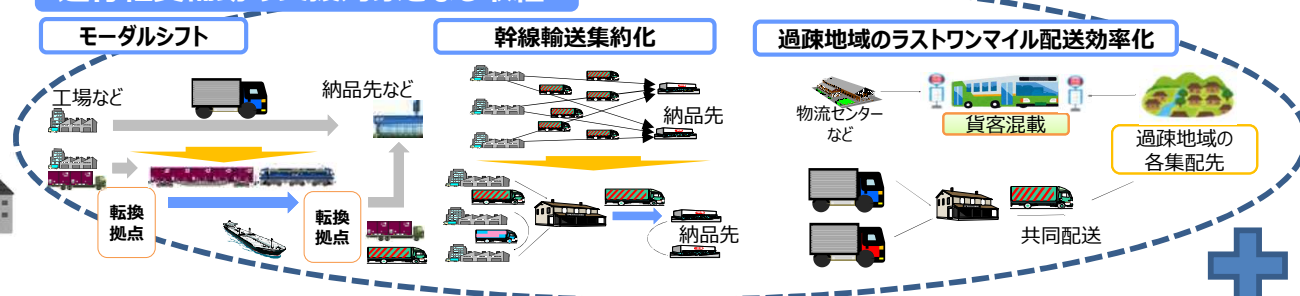 モーダルシフト
幹線輸送集約化
過疎地域のラストワンマイル配送効率化
工場など
納品先など
転換
拠点
転換
拠点
納品先
納品先
物流センター
など
貨客混載
過疎地域の
各集配先
共同配送